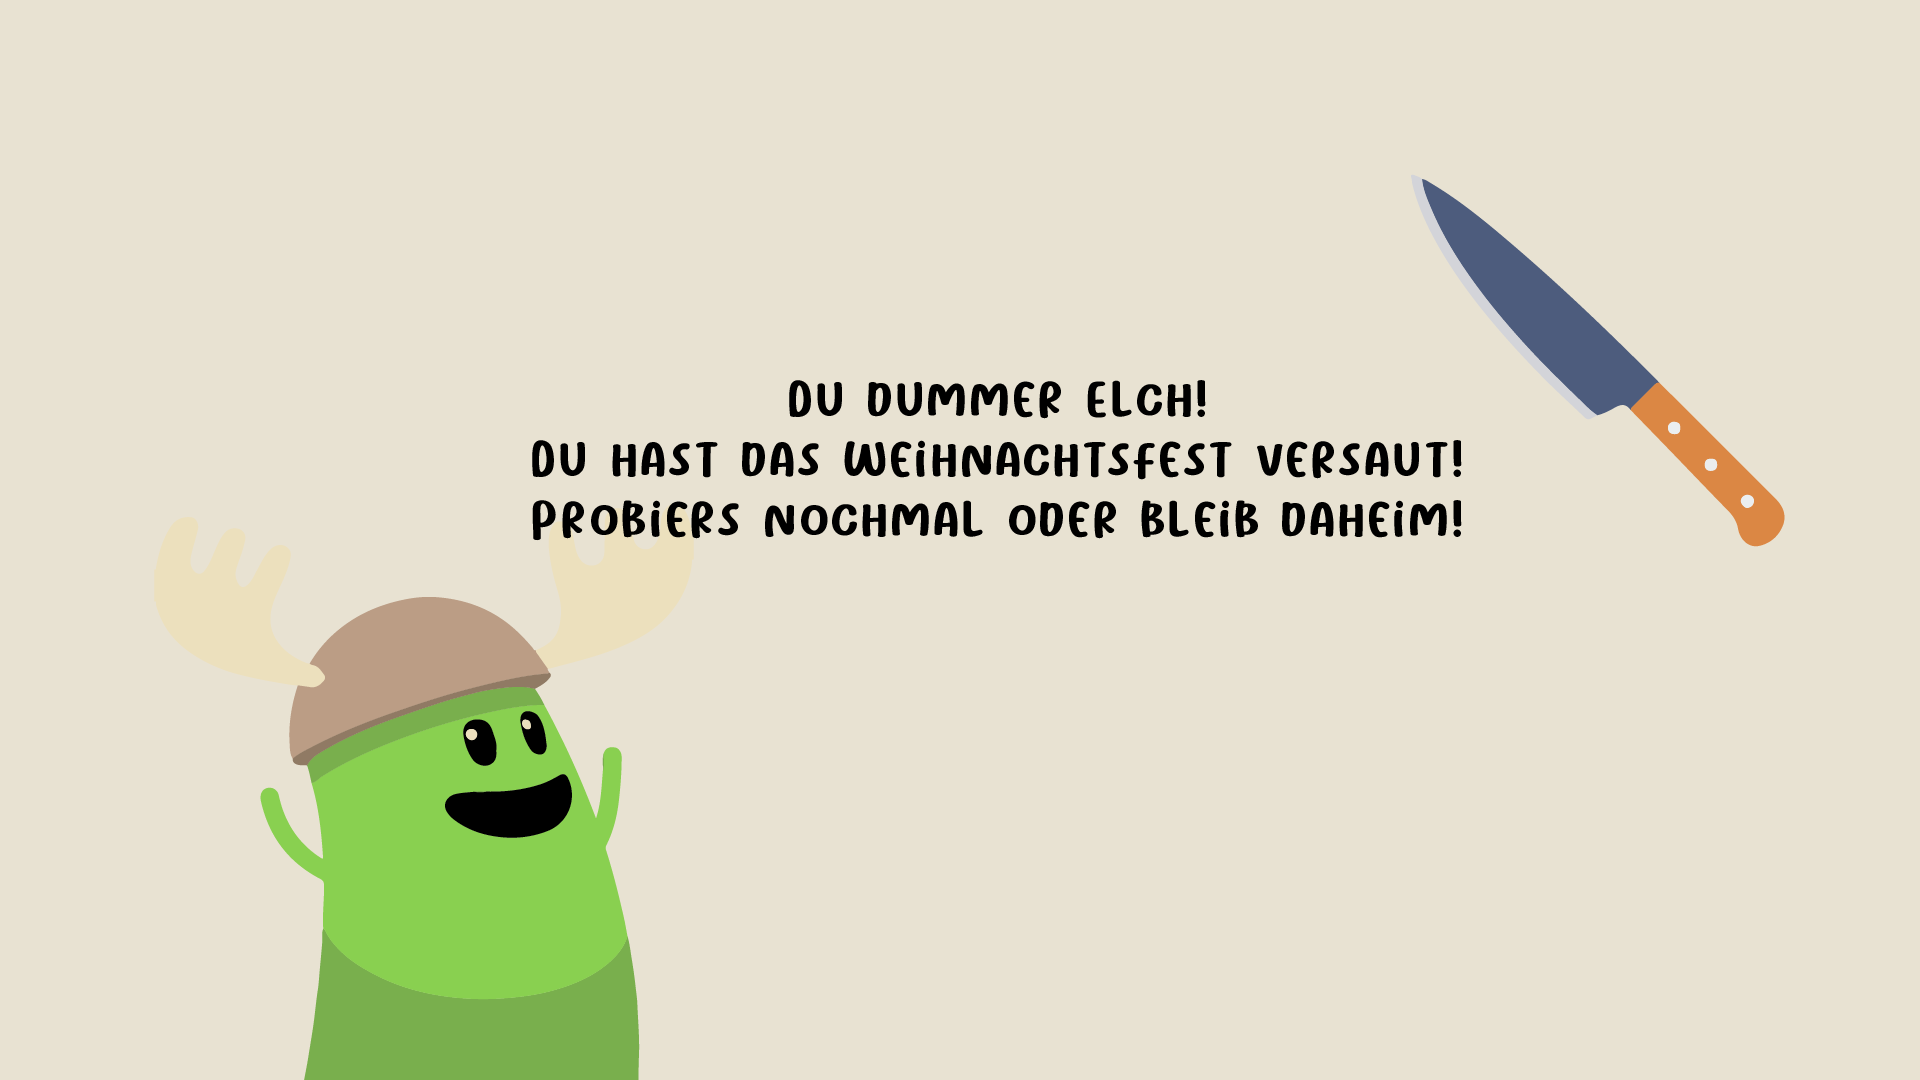 DU DUMMER ELCH!
DU HAST DAS WEIHNACHTSFEST VERSAUT!
PROBIERS NOCHMAL ODER BLEIB DAHEIM!